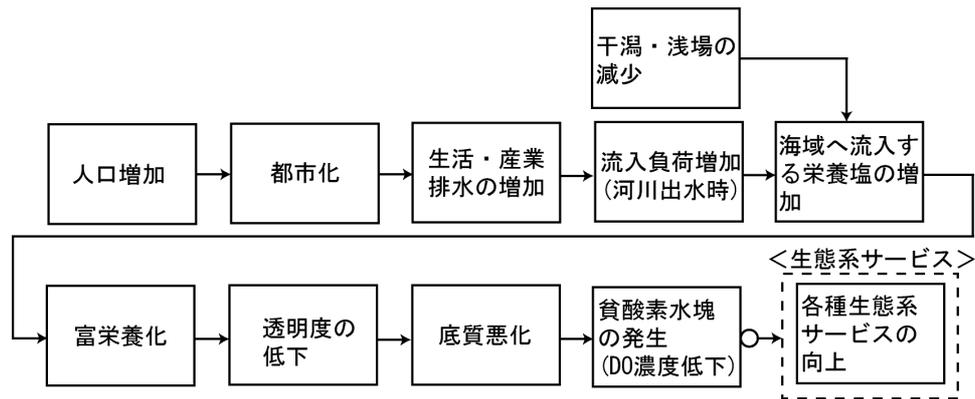 干潟・浅場の
減少
人口増加
都市化
生活・産業
排水の増加
流入負荷増加
(河川出水時)
海域へ流入す
る栄養塩の増
加
富栄養化
透明度の
低下
底質悪化
貧酸素水塊
の発生
(DO濃度低下)
＜生態系サービス＞
各種生態系
サービスの
向上